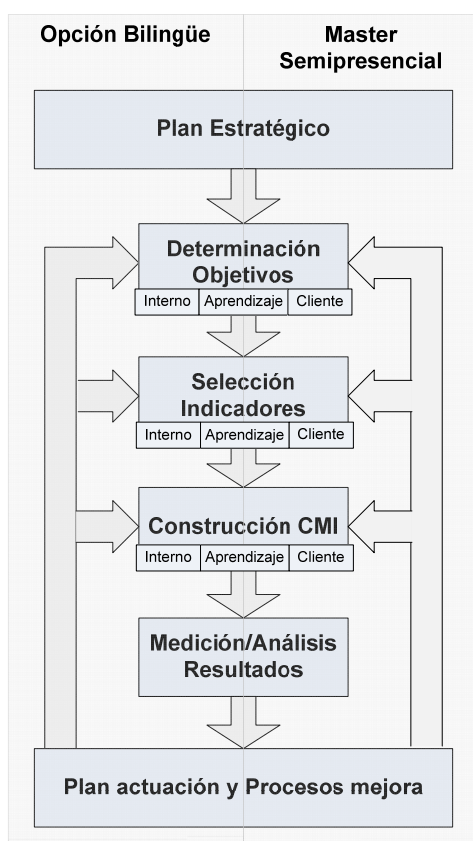 Opción Bilingüe
Master
Semipresencial
Plan Estratégico
Determinación
Objetivos
Interno Aprendizaje Cliente
Selección
Indicadores
Interno Aprendizaje Cliente
Construcción CMI
Interno Aprendizaje Cliente
Medición/Análisis
Resultados
Plan actuación y Procesos mejora